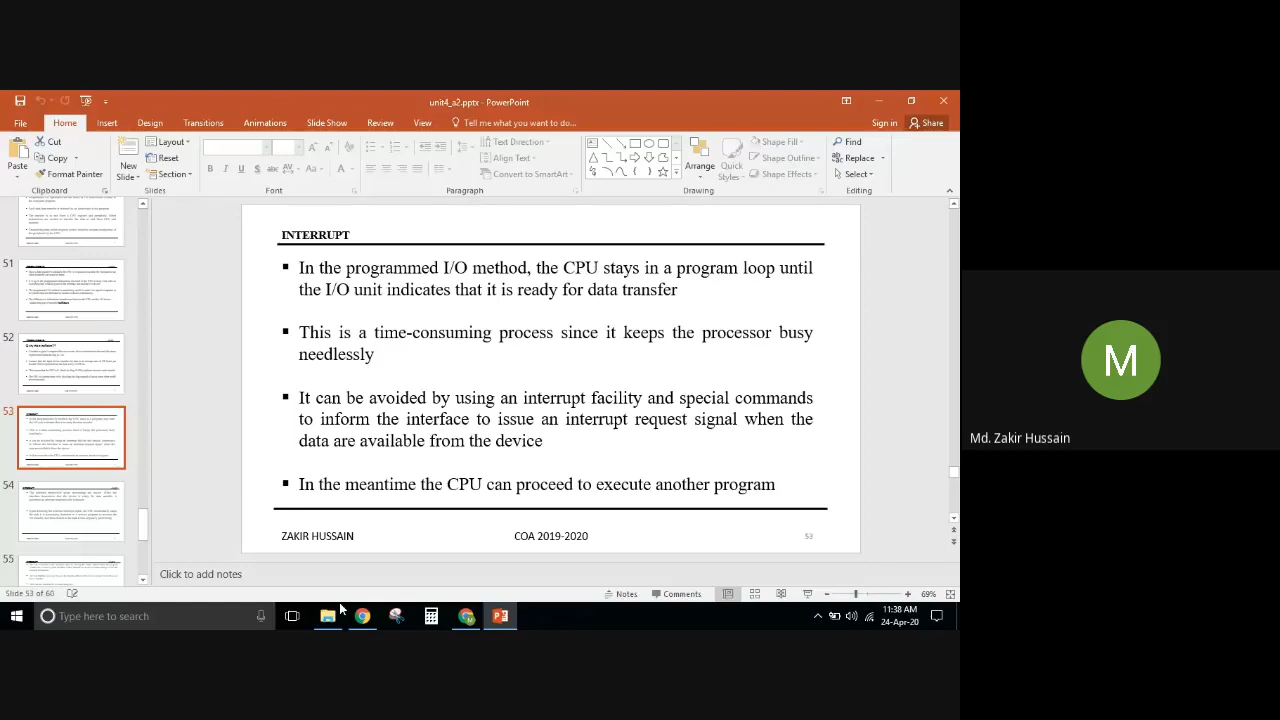 unit4_a2.pptx - PowerPoint
File Home Insert Design Transitions Animations Slide Show Review View Tell me what you want to do... Sign in Share
Paste
Cut
Copy
Format Painter
Clipboard
New
Slide
Layout
Reset
Section
Slides
B I U S abc AV Aa A
Font
Text Direction
Align Text
Convert to SmartArt
Paragraph
Arrange
Quick
Styles
Shape Fill
Shape Outline
Shape Effects
Drawing
Find
Replace
Select
Editing
51
52
53
54
55
INTERRUPT
In the programmed I/O method, the CPU stays in a program loop until
the I/O unit indicates that it is ready for data transfer
This is a time-consuming process since it keeps the processor busy
needlessly
It can be avoided by using an interrupt facility and special commands
to inform the interface to issue an interrupt request signal when the
data are available from the device
In the meantime the CPU can proceed to execute another program
ZAKIR HUSSAIN COA 2019-2020 53
Click to add notes
Slide 53 of 60 Notes Comments 69%
Type here to search
11:38 AM
24-Apr-20
M
Md. Zakir Hussain